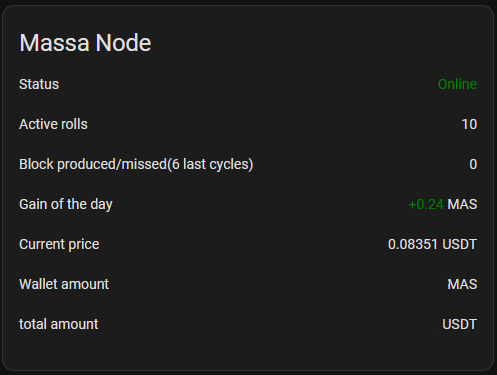 Massa Node
Status Online
Active rolls 10
Block produced/missed(6 last cycles) 0
Gain of the day +0.24 MAS
Current price 0.08351 USDT
Wallet amount MAS
total amount USDT